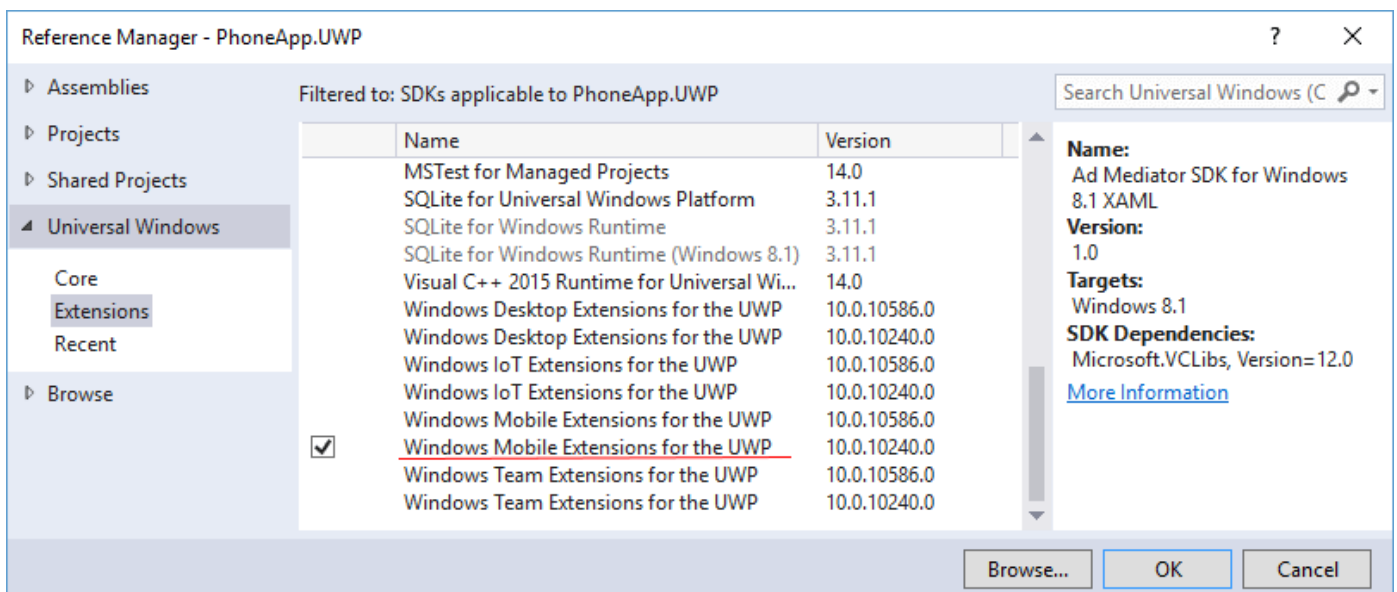 Reference Manager - PhoneApp.UWP
?
Assemblies
Projects
Shared Projects
Universal Windows
Core
Extensions
Recent
Browse
Filtered to: SDKs applicable to PhoneApp.UWP
Search Universal Windows (C
Name Version
MSTest for Managed Projects 14.0
SQLite for Universal Windows Platform 3.11.1
SQLite for Windows Runtime 3.11.1
SQLite for Windows Runtime (Windows 8.1) 3.11.1
Visual C++ 2015 Runtime for Universal Wi... 14.0
Windows Desktop Extensions for the UWP 10.0.10586.0
Windows Desktop Extensions for the UWP 10.0.10240.0
Windows IoT Extensions for the UWP 10.0.10586.0
Windows IoT Extensions for the UWP 10.0.10240.0
Windows Mobile Extensions for the UWP 10.0.10586.0
Windows Mobile Extensions for the UWP 10.0.10240.0
Windows Team Extensions for the UWP 10.0.10586.0
Windows Team Extensions for the UWP 10.0.10240.0
Name:
Ad Mediator SDK for Windows
8.1 XAML
Version:
1.0
Targets:
Windows 8.1
SDK Dependencies:
Microsoft.VCLibs, Version=12.0
More Information
Browse... OK Cancel